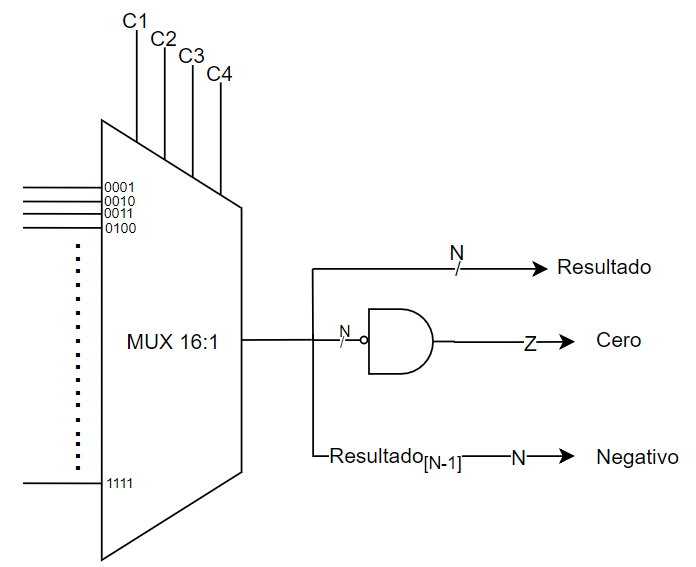 C1
C2
C3
C4
0001
0010
0011
0100
MUX 16:1
1111
N
Resultado
N
Z
Cero
Resultado[N-1]
N
Negativo